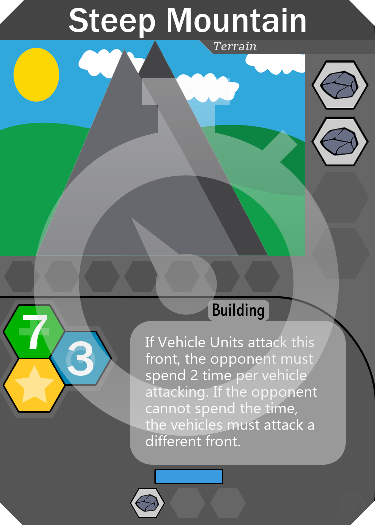 Steep Mountain
Terrain
7
3
Building
If Vehicle Units attack this
front, the opponent must
spend 2 time per vehicle
attacking. If the opponent
cannot spend the time,
the vehicles must attack a
different front.